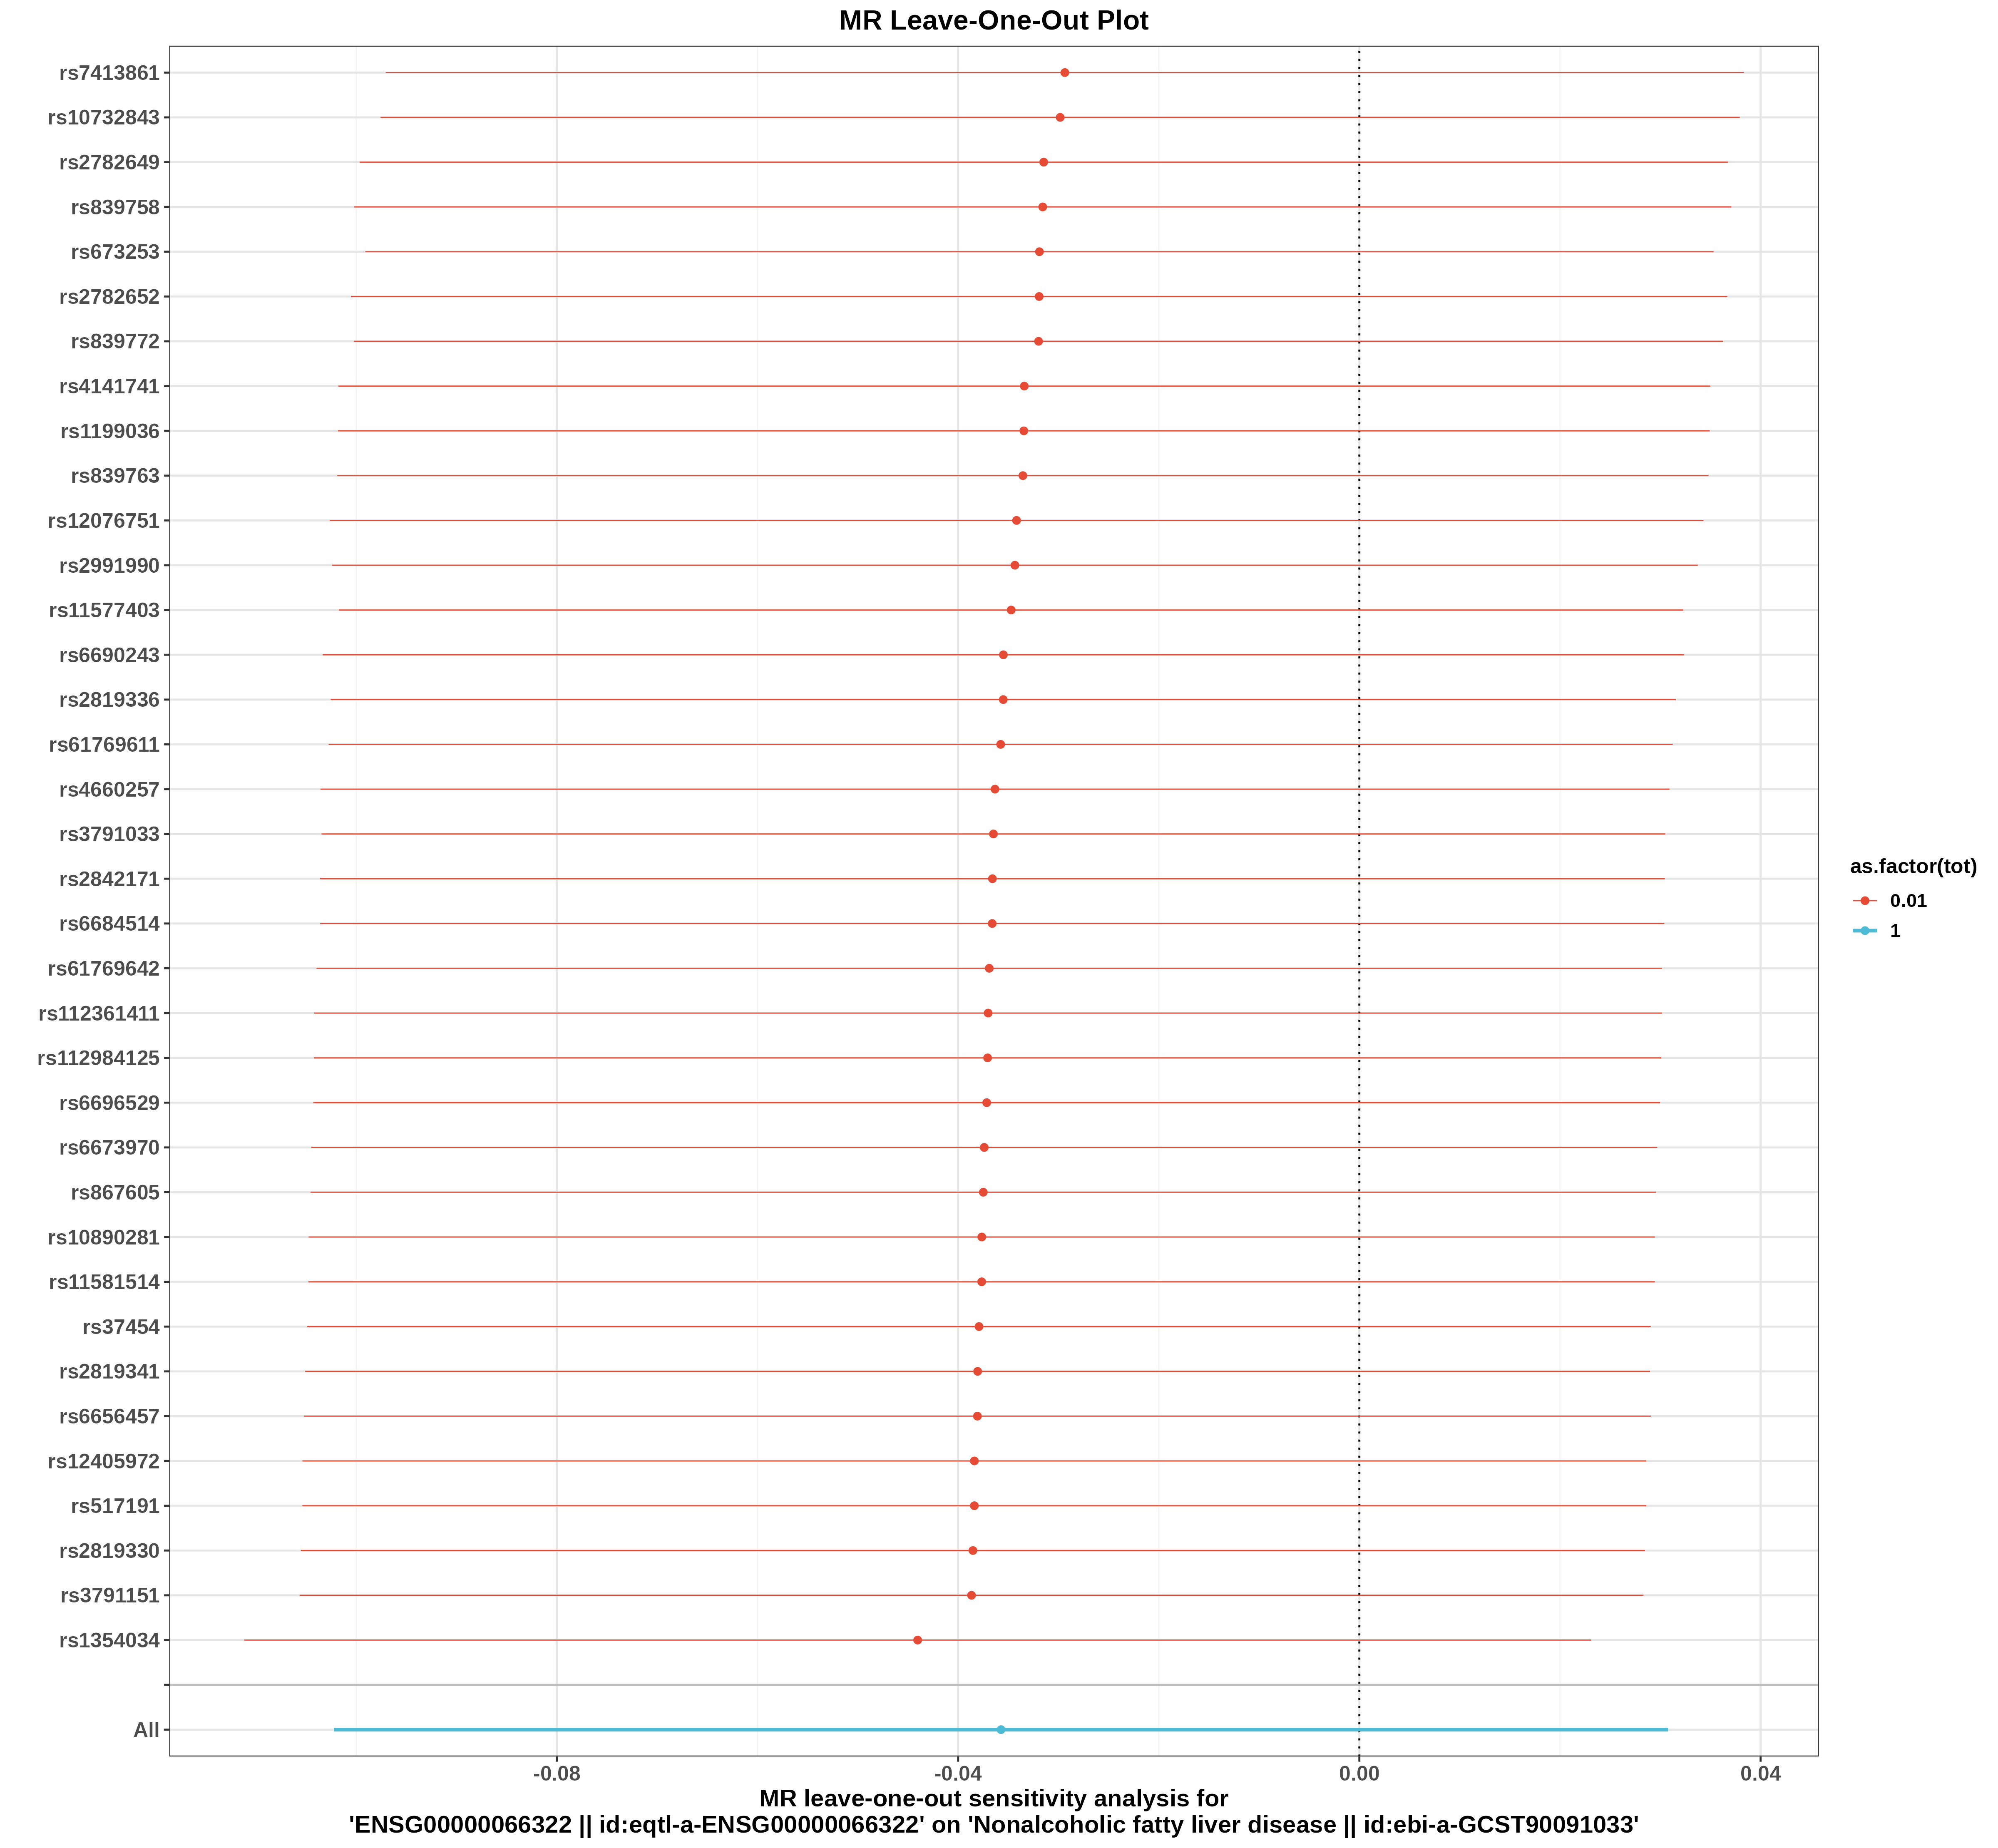 MR Leave-One-Out Plot
rs7413861
rs10732843
rs2782649
rs839758
rs673253
rs2782652
rs839772
rs4141741
rs1199036
rs839763
rs12076751
rs2991990
rs11577403
rs6690243
rs2819336
rs61769611
rs4660257
rs3791033
rs2842171
rs6684514
rs61769642
rs112361411
rs112984125
rs6696529
rs6673970
rs867605
rs10890281
rs11581514
rs37454
rs2819341
rs6656457
rs12405972
rs517191
rs2819330
rs3791151
rs1354034
All
as.factor(tot)
0.01
1
-0.08 -0.04 0.00 0.04
MR leave-one-out sensitivity analysis for
'ENSG00000066322 || id:eqtl-a-ENSG00000066322' on 'Nonalcoholic fatty liver disease || id:ebi-a-GCST90091033'